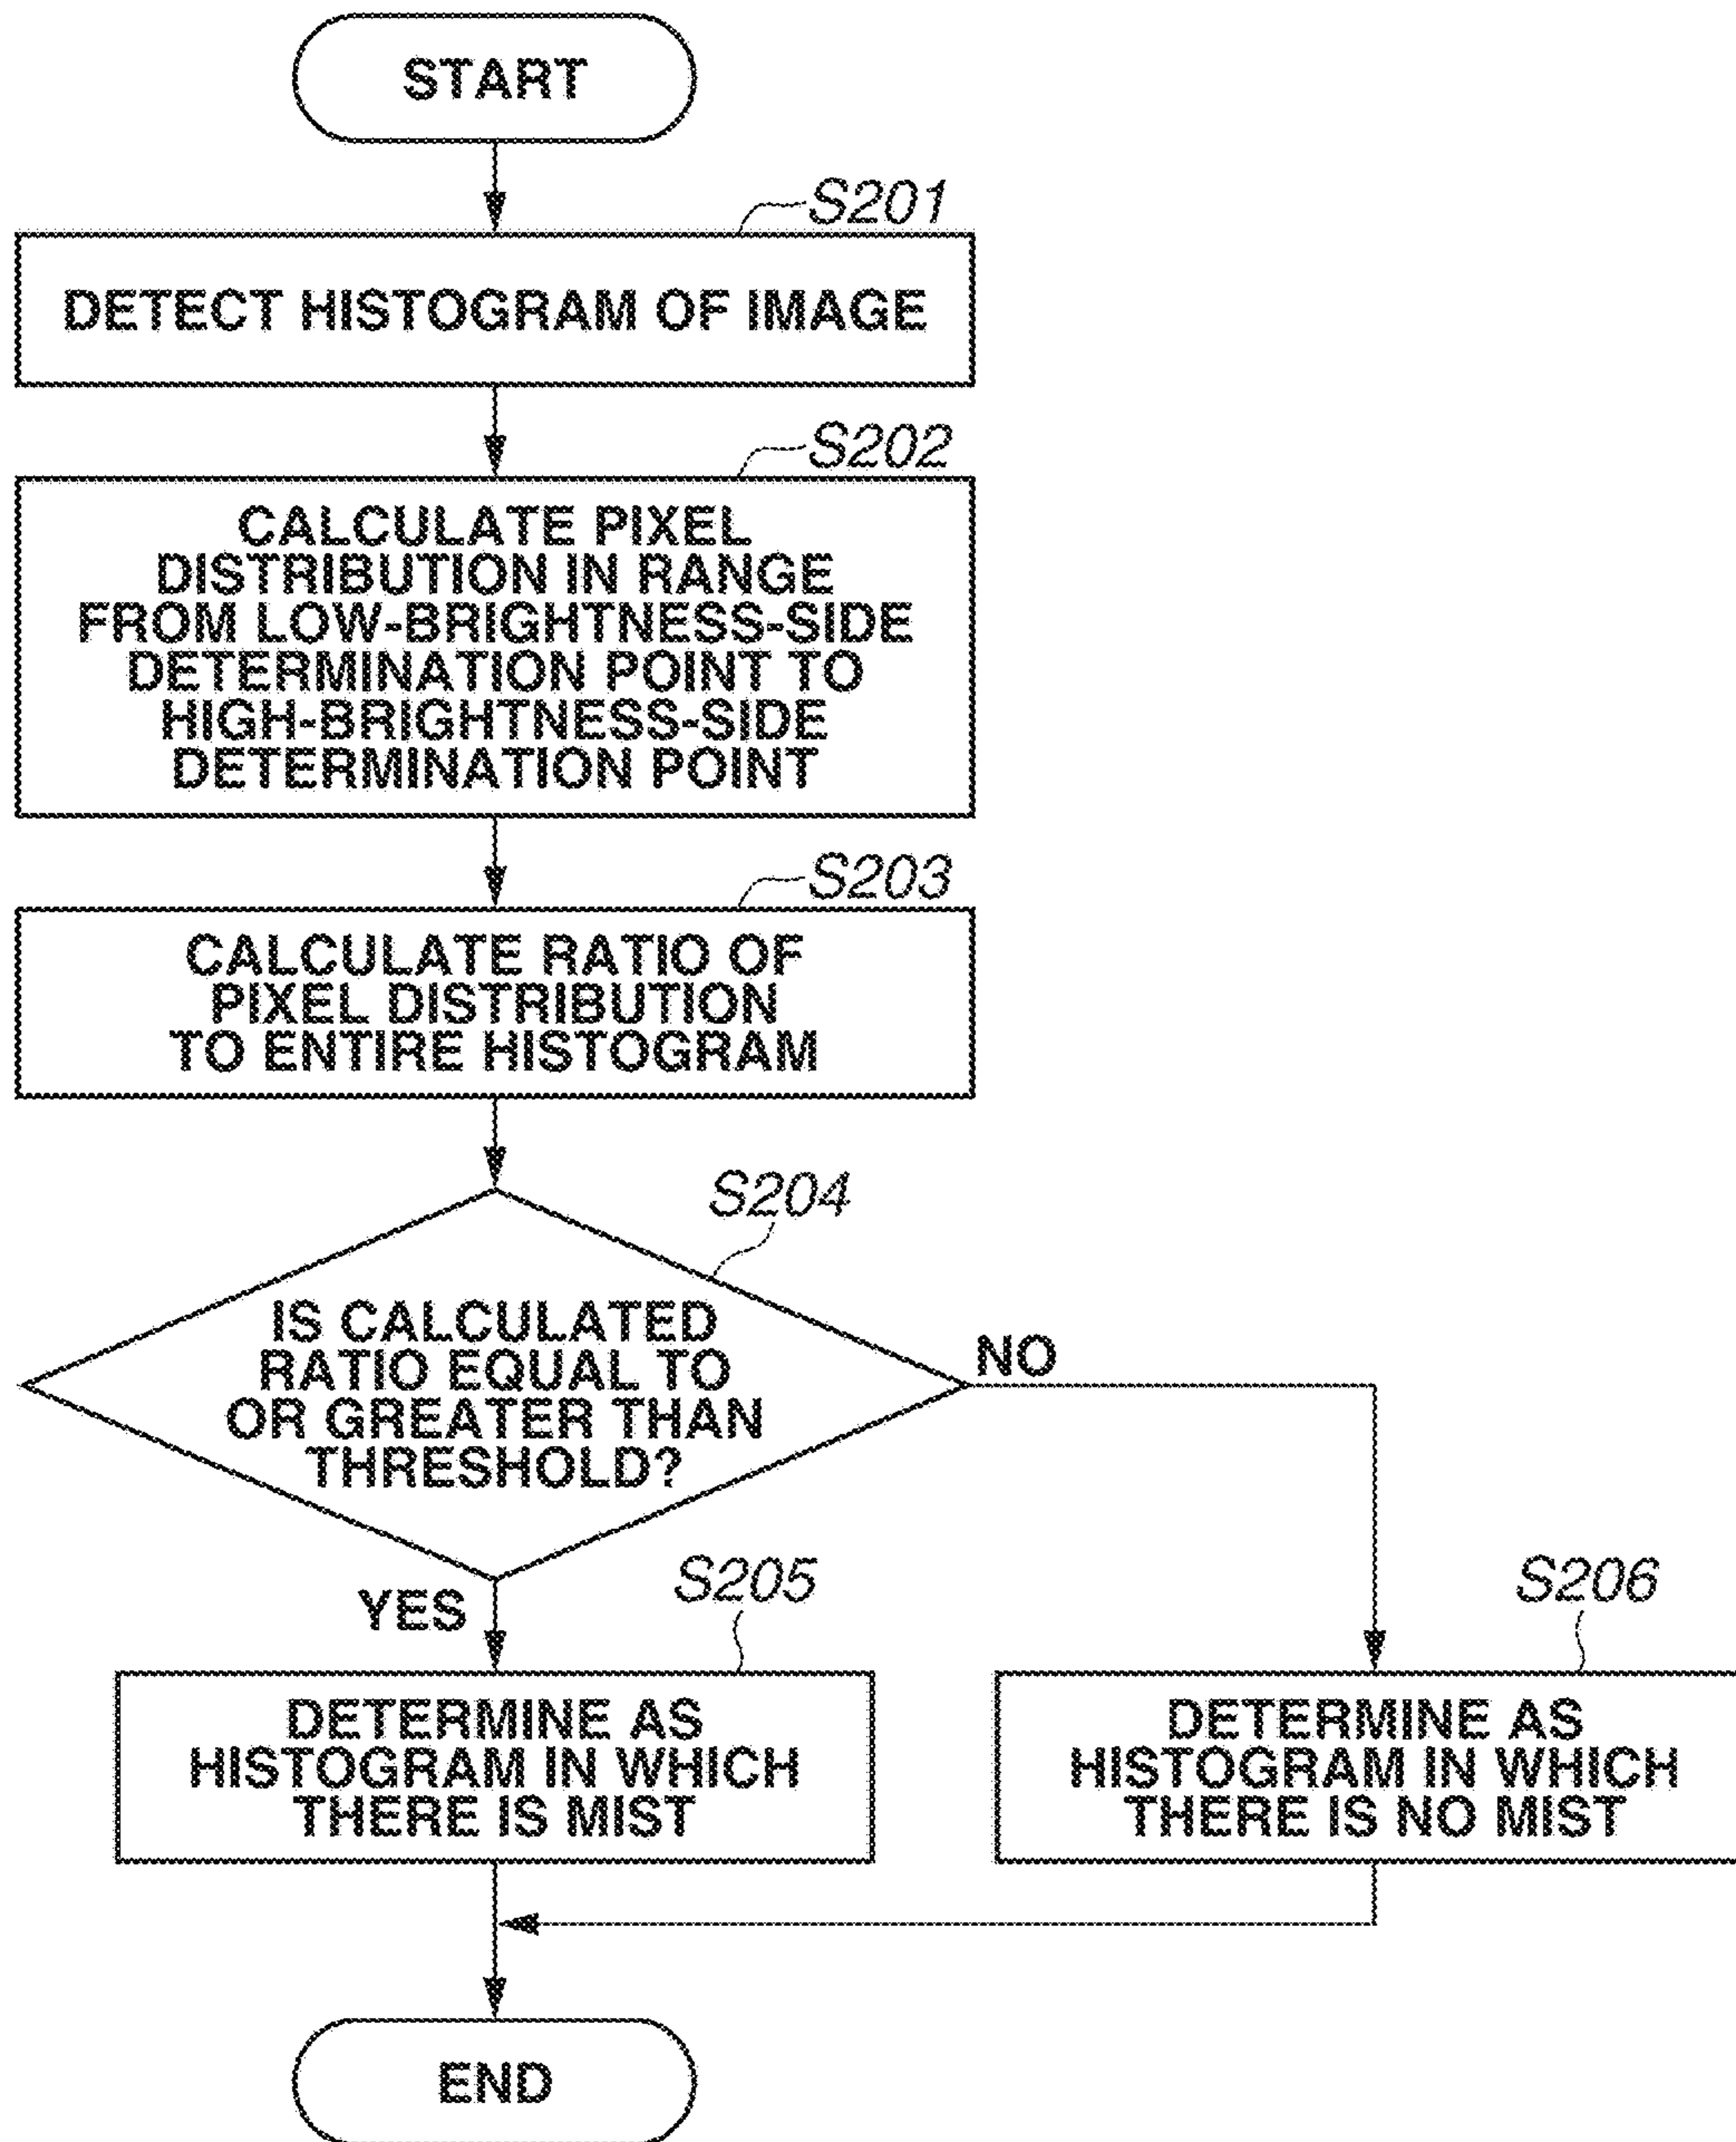 START
S201
DETECT HISTOGRAM OF IMAGE
S202
CALCULATE PIXEL
DISTRIBUTION IN RANGE
FROM LOW-BRIGHTNESS-SIDE
DETERMINATION POINT TO
HIGH-BRIGHTNESS-SIDE
DETERMINATION POINT
S203
CALCULATE RATIO OF
PIXEL DISTRIBUTION
TO ENTIRE HISTOGRAM
S204
IS CALCULATED
RATIO EQUAL TO
OR GREATER THAN
THRESHOLD?
NO
YES
S205
DETERMINE AS
HISTOGRAM IN WHICH
THERE IS MIST
S206
DETERMINE AS
HISTOGRAM IN WHICH
THERE IS NO MIST
END